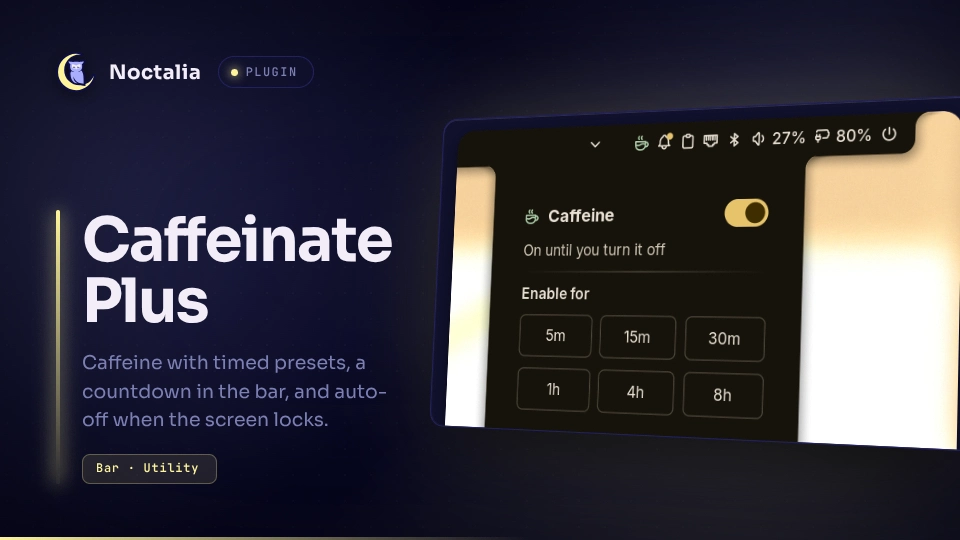 Noctalia
PLUGIN
Caffeinate
Plus
Caffeine with timed presets, a
countdown in the bar, and auto-
off when the screen locks.
Bar · Utility
27% 80%
Caffeine
On until you turn it off
Enable for
5m 15m 30m
1h 4h 8h